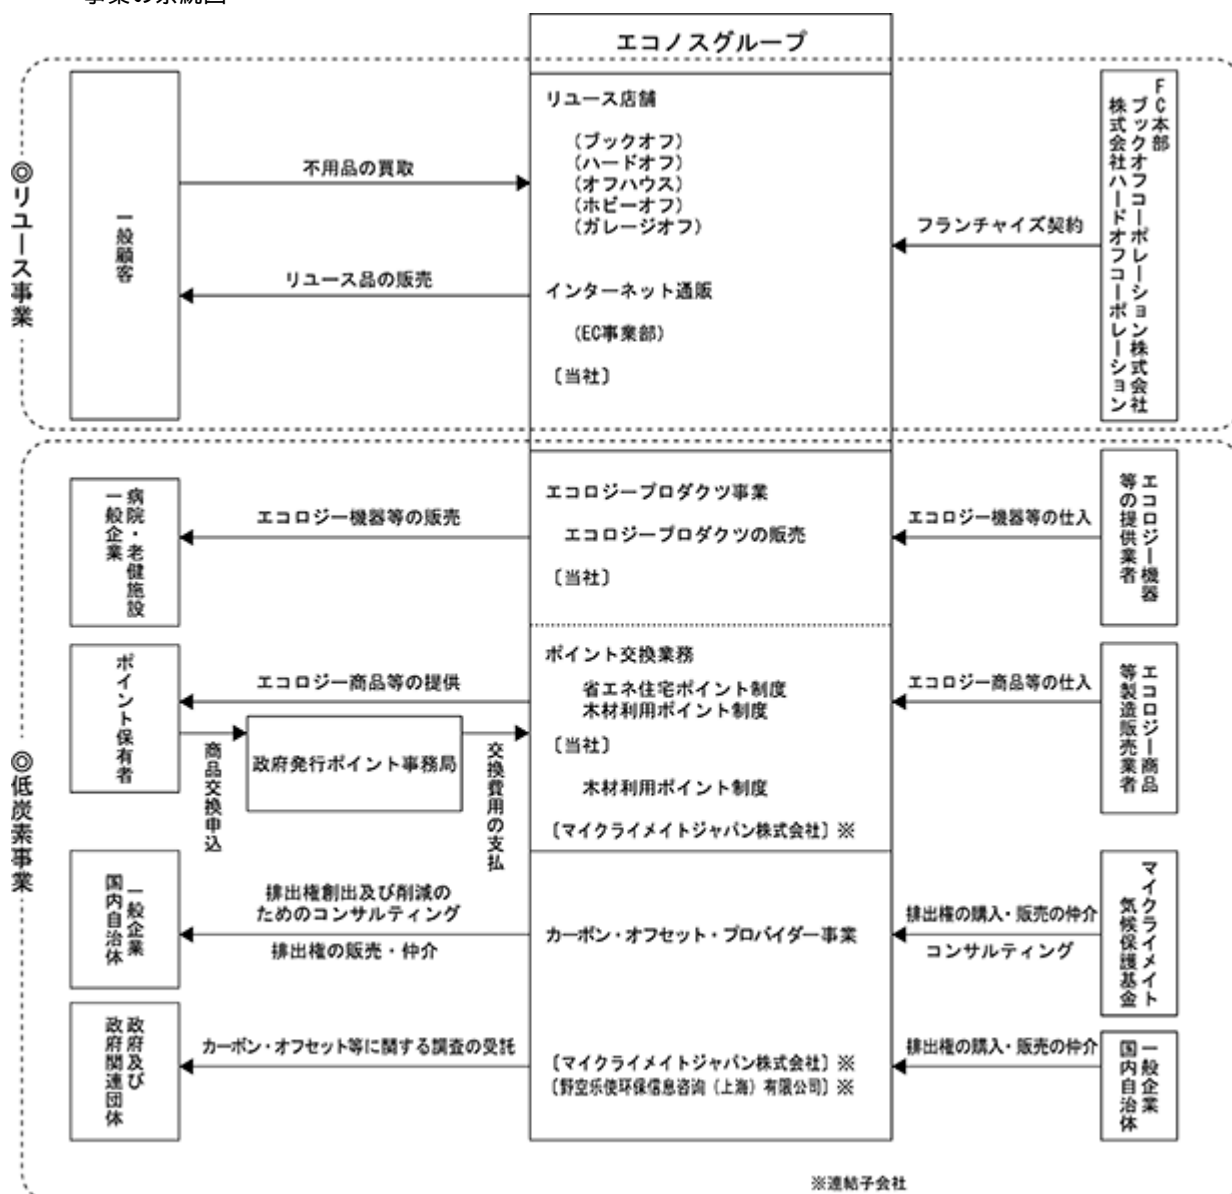 事業の系統図
エコノスグループ
◎リユース事業
一般顧客
不用品の買取
リユース品の販売
リユース店舗
(ブックオフ)
(ハードオフ)
(オフハウス)
(ホビーオフ)
(ガレージオフ)
インターネット通販
(EC事業部)
〔当社〕
フランチャイズ契約
FC本部
ブックオフコーポレーション株式会社
株式会社ハードオフコーポレーション
◎低炭素事業
病院・老健施設
一般企業
エコロジー機器等の販売
エコロジープロダクツ事業
エコロジープロダクツの販売
〔当社〕
エコロジー機器等の仕入
エコロジー機器
等の提供業者
ポイント保有者
エコロジー商品等の提供
商品交換申込
政府発行ポイント事務局
交換費用の支払
ポイント交換業務
省エネ住宅ポイント制度
木材利用ポイント制度
〔当社〕
木材利用ポイント制度
〔マイクライメイトジャパン株式会社〕※
エコロジー商品等の仕入
エコロジー商品
等製造販売業者
一般企業
国内自治体
排出権創出及び削減の
ためのコンサルティング
排出権の販売・仲介
カーボン・オフセット・プロバイダー事業
排出権の購入・販売の仲介
コンサルティング
マイクライメイト
気候保護基金
政府及び
政府関連団体
カーボン・オフセット等に関する調査の受託
〔マイクライメイトジャパン株式会社〕※
〔野空乐使环保信息咨询（上海）有限公司〕※
排出権の購入・販売の仲介
一般企業
国内自治体
※連結子会社